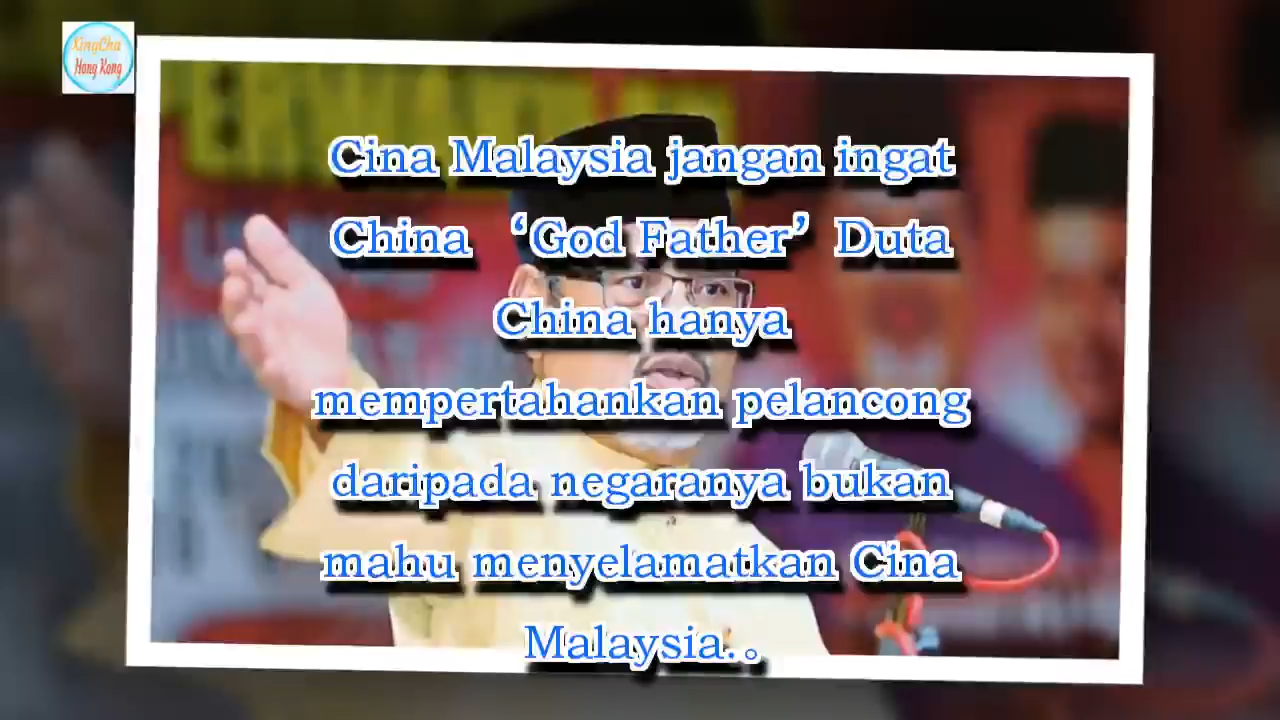 XingCha
Hong Kong
Cina Malaysia jangan ingat
China ‘God Father’ Duta
China hanya
mempertahankan pelancong
daripada negaranya bukan
mahu menyelamatkan Cina
Malaysia.。